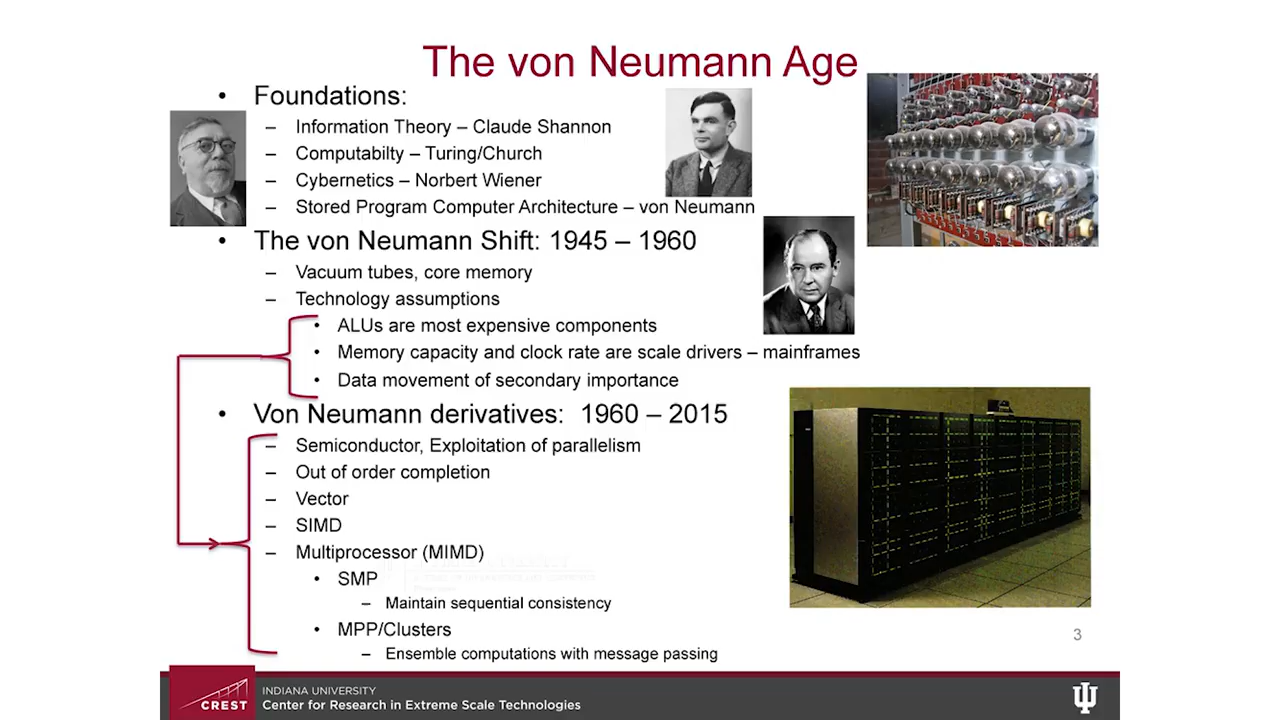 The von Neumann Age
• Foundations:
– Information Theory – Claude Shannon
– Computabilty – Turing/Church
– Cybernetics – Norbert Wiener
– Stored Program Computer Architecture – von Neumann
• The von Neumann Shift: 1945 – 1960
– Vacuum tubes, core memory
– Technology assumptions
• ALUs are most expensive components
• Memory capacity and clock rate are scale drivers – mainframes
• Data movement of secondary importance
• Von Neumann derivatives: 1960 – 2015
– Semiconductor, Exploitation of parallelism
– Out of order completion
– Vector
– SIMD
– Multiprocessor (MIMD)
• SMP
– Maintain sequential consistency
• MPP/Clusters
– Ensemble computations with message passing
3
CREST
INDIANA UNIVERSITY
Center for Research in Extreme Scale Technologies